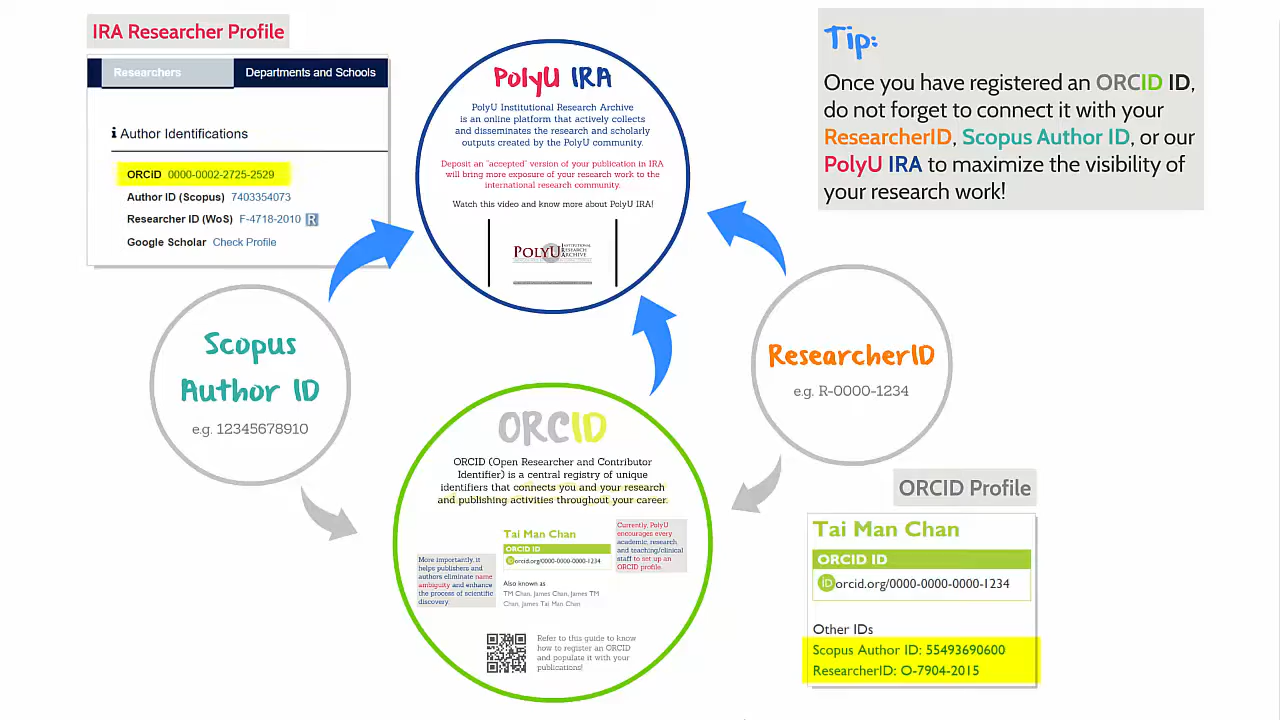 IRA Researcher Profile
Researchers
Departments and Schools
i Author Identifications
ORCID 0000-0002-2725-2529
Author ID (Scopus) 7403354073
Researcher ID (WoS) F-4718-2010 R
Google Scholar Check Profile
PolyU IRA
PolyU Institutional Research Archive
is an online platform that actively collects
and disseminates the research and scholarly
outputs created by the PolyU community.
Deposit an "accepted" version of your publication in IRA
will bring more exposure of your research work to the
international research community.
Watch this video and know more about PolyU IRA!
POLYU INSTITUTIONAL
RESEARCH
ARCHIVE
Tip:
Once you have registered an ORCID ID,
do not forget to connect it with your
ResearcherID, Scopus Author ID, or our
PolyU IRA to maximize the visibility of
your research work!
Scopus
Author ID
e.g. 12345678910
ResearcherID
e.g. R-0000-1234
ORCID
ORCID (Open Researcher and Contributor
Identifier) is a central registry of unique
identifiers that connects you and your research
and publishing activities throughout your career.
More importantly, it
helps publishers and
authors eliminate name
ambiguity and enhance
the process of scientific
discovery.
Tai Man Chan
ORCID ID
iD orcid.org/0000-0000-0000-1234
Also known as
TM Chan, James Chan, James TM
Chan, James Tai Man Chan
Currently, PolyU
encourages every
academic, research
and teaching/clinical
staff to set up an
ORCID profile.
Refer to this guide to know
how to register an ORCID
and populate it with your
publications!
ORCID Profile
Tai Man Chan
ORCID ID
iD orcid.org/0000-0000-0000-1234
Other IDs
Scopus Author ID: 55493690600
ResearcherID: O-7904-2015